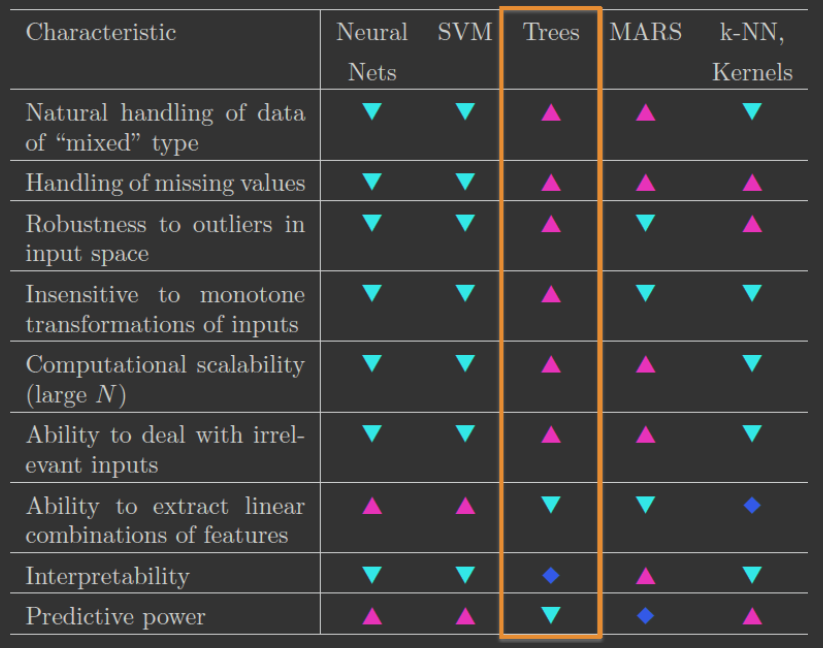 Characteristic Neural SVM Trees MARS k-NN,
Nets Kernels
Natural handling of data
of “mixed” type
Handling of missing values
Robustness to outliers in
input space
Insensitive to monotone
transformations of inputs
Computational scalability
(large N)
Ability to deal with irrel-
evant inputs
Ability to extract linear
combinations of features
Interpretability
Predictive power